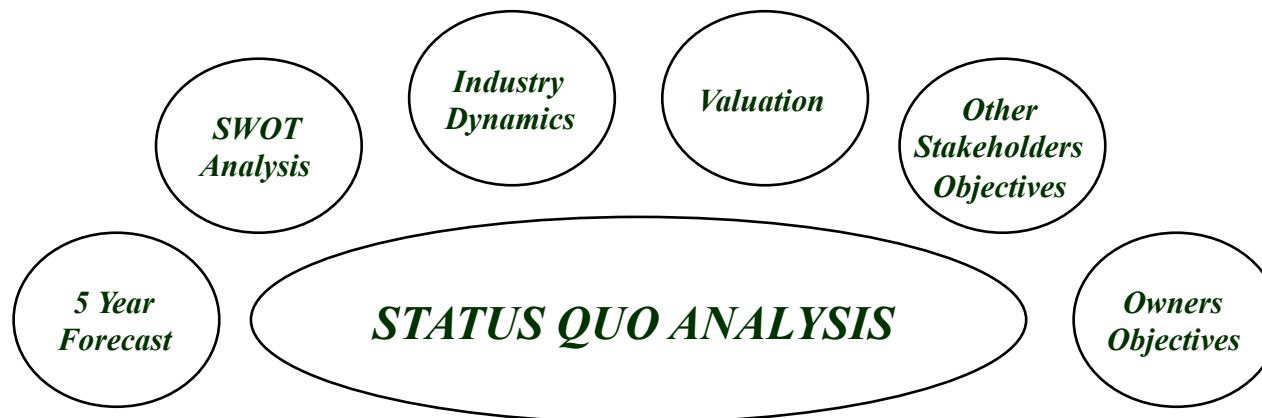 Industry
Dynamics
Valuation
SWOT
Analysis
Other
Stakeholders
Objectives
5 Year
Forecast
STATUS QUO ANALYSIS
Owners
Objectives